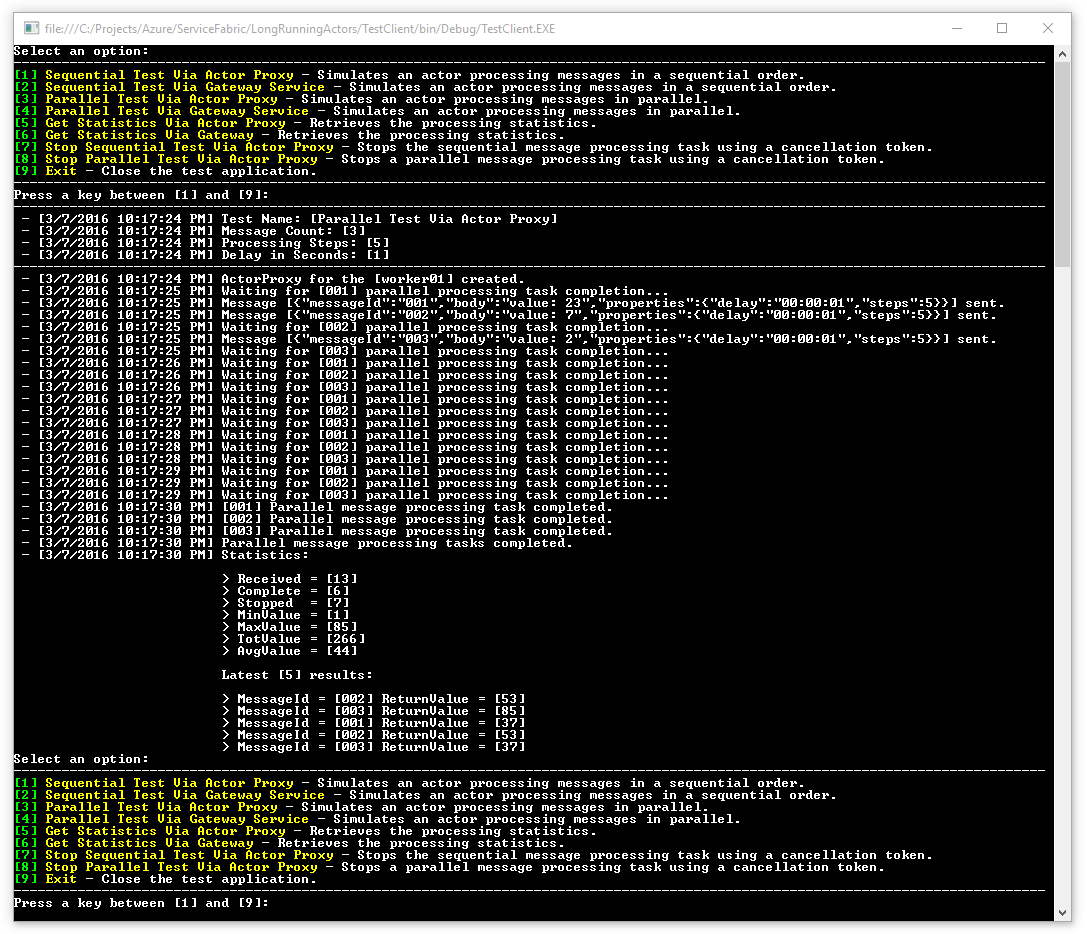 file:///C:/Projects/Azure/ServiceFabric/LongRunningActors/TestClient/bin/Debug/TestClient.EXE
Select an option:
[1] Sequential Test Via Actor Proxy - Simulates an actor processing messages in a sequential order.
[2] Sequential Test Via Gateway Service - Simulates an actor processing messages in a sequential order.
[3] Parallel Test Via Actor Proxy - Simulates an actor processing messages in parallel.
[4] Parallel Test Via Gateway Service - Simulates an actor processing messages in parallel.
[5] Get Statistics Via Actor Proxy - Retrieves the processing statistics.
[6] Get Statistics Via Gateway - Retrieves the processing statistics.
[7] Stop Sequential Test Via Actor Proxy - Stops the sequential message processing task using a cancellation token.
[8] Stop Parallel Test Via Actor Proxy - Stops a parallel message processing task using a cancellation token.
[9] Exit - Close the test application.
Press a key between [1] and [9]:
- [3/7/2016 10:17:24 PM] Test Name: [Parallel Test Via Actor Proxy]
- [3/7/2016 10:17:24 PM] Message Count: [3]
- [3/7/2016 10:17:24 PM] Processing Steps: [5]
- [3/7/2016 10:17:24 PM] Delay in Seconds: [1]
- [3/7/2016 10:17:24 PM] ActorProxy for the [worker01] created.
- [3/7/2016 10:17:25 PM] Waiting for [001] parallel processing task completion...
- [3/7/2016 10:17:25 PM] Message [{"messageId":"001","body":"value: 23","properties":{"delay":"00:00:01","steps":5}}] sent.
- [3/7/2016 10:17:25 PM] Message [{"messageId":"002","body":"value: 7","properties":{"delay":"00:00:01","steps":5}}] sent.
- [3/7/2016 10:17:25 PM] Waiting for [002] parallel processing task completion...
- [3/7/2016 10:17:25 PM] Message [{"messageId":"003","body":"value: 2","properties":{"delay":"00:00:01","steps":5}}] sent.
- [3/7/2016 10:17:25 PM] Waiting for [003] parallel processing task completion...
- [3/7/2016 10:17:26 PM] Waiting for [001] parallel processing task completion...
- [3/7/2016 10:17:26 PM] Waiting for [002] parallel processing task completion...
- [3/7/2016 10:17:26 PM] Waiting for [003] parallel processing task completion...
- [3/7/2016 10:17:27 PM] Waiting for [001] parallel processing task completion...
- [3/7/2016 10:17:27 PM] Waiting for [002] parallel processing task completion...
- [3/7/2016 10:17:27 PM] Waiting for [003] parallel processing task completion...
- [3/7/2016 10:17:28 PM] Waiting for [001] parallel processing task completion...
- [3/7/2016 10:17:28 PM] Waiting for [002] parallel processing task completion...
- [3/7/2016 10:17:28 PM] Waiting for [003] parallel processing task completion...
- [3/7/2016 10:17:29 PM] Waiting for [001] parallel processing task completion...
- [3/7/2016 10:17:29 PM] Waiting for [002] parallel processing task completion...
- [3/7/2016 10:17:29 PM] Waiting for [003] parallel processing task completion...
- [3/7/2016 10:17:30 PM] [001] Parallel message processing task completed.
- [3/7/2016 10:17:30 PM] [002] Parallel message processing task completed.
- [3/7/2016 10:17:30 PM] [003] Parallel message processing task completed.
- [3/7/2016 10:17:30 PM] Parallel message processing tasks completed.
- [3/7/2016 10:17:30 PM] Statistics:
> Received = [13]
> Complete = [6]
> Stopped  = [7]
> MinValue = [1]
> MaxValue = [85]
> TotValue = [266]
> AvgValue = [44]
Latest [5] results:
> MessageId = [002] ReturnValue = [53]
> MessageId = [003] ReturnValue = [85]
> MessageId = [001] ReturnValue = [37]
> MessageId = [002] ReturnValue = [53]
> MessageId = [003] ReturnValue = [37]
Select an option:
[1] Sequential Test Via Actor Proxy - Simulates an actor processing messages in a sequential order.
[2] Sequential Test Via Gateway Service - Simulates an actor processing messages in a sequential order.
[3] Parallel Test Via Actor Proxy - Simulates an actor processing messages in parallel.
[4] Parallel Test Via Gateway Service - Simulates an actor processing messages in parallel.
[5] Get Statistics Via Actor Proxy - Retrieves the processing statistics.
[6] Get Statistics Via Gateway - Retrieves the processing statistics.
[7] Stop Sequential Test Via Actor Proxy - Stops the sequential message processing task using a cancellation token.
[8] Stop Parallel Test Via Actor Proxy - Stops a parallel message processing task using a cancellation token.
[9] Exit - Close the test application.
Press a key between [1] and [9]: